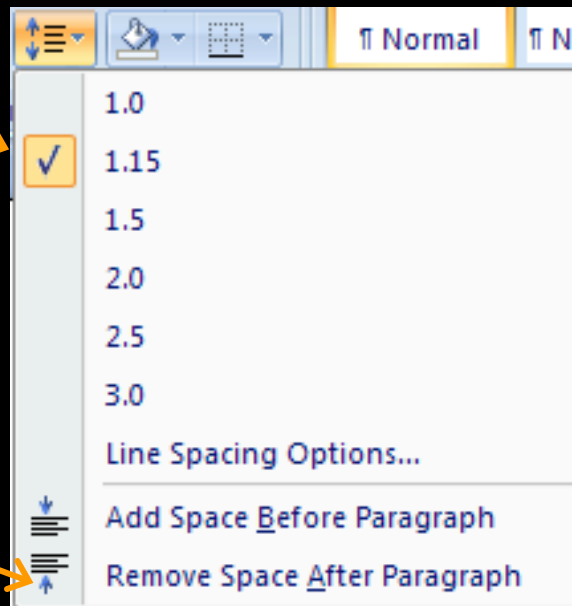 ¶ Normal ¶ N
1.0
1.15
1.5
2.0
2.5
3.0
Line Spacing Options...
Add Space Before Paragraph
Remove Space After Paragraph